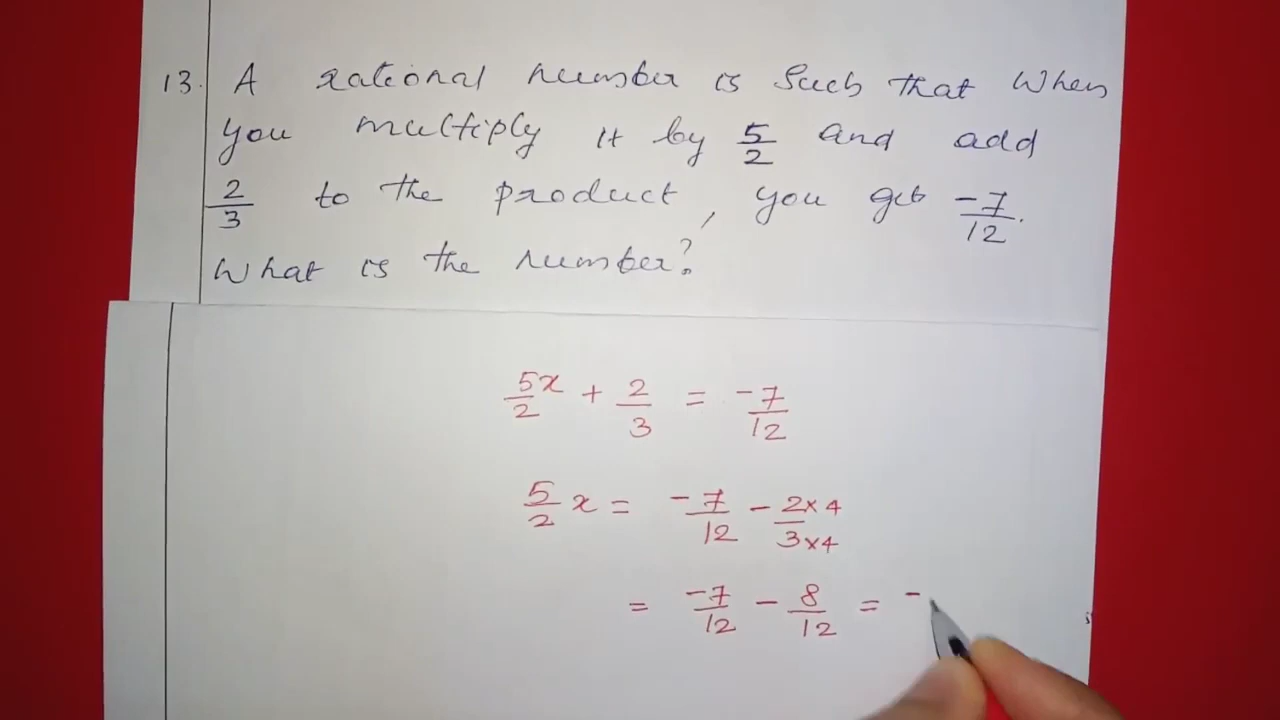 13. A rational number is such that when
you multiply it by 5/2 and add
2/3 to the product, you get -7/12.
What is the number?
5x/2 + 2/3 = -7/12
5/2 x = -7/12 - 2×4/3×4
= -7/12 - 8/12 = -